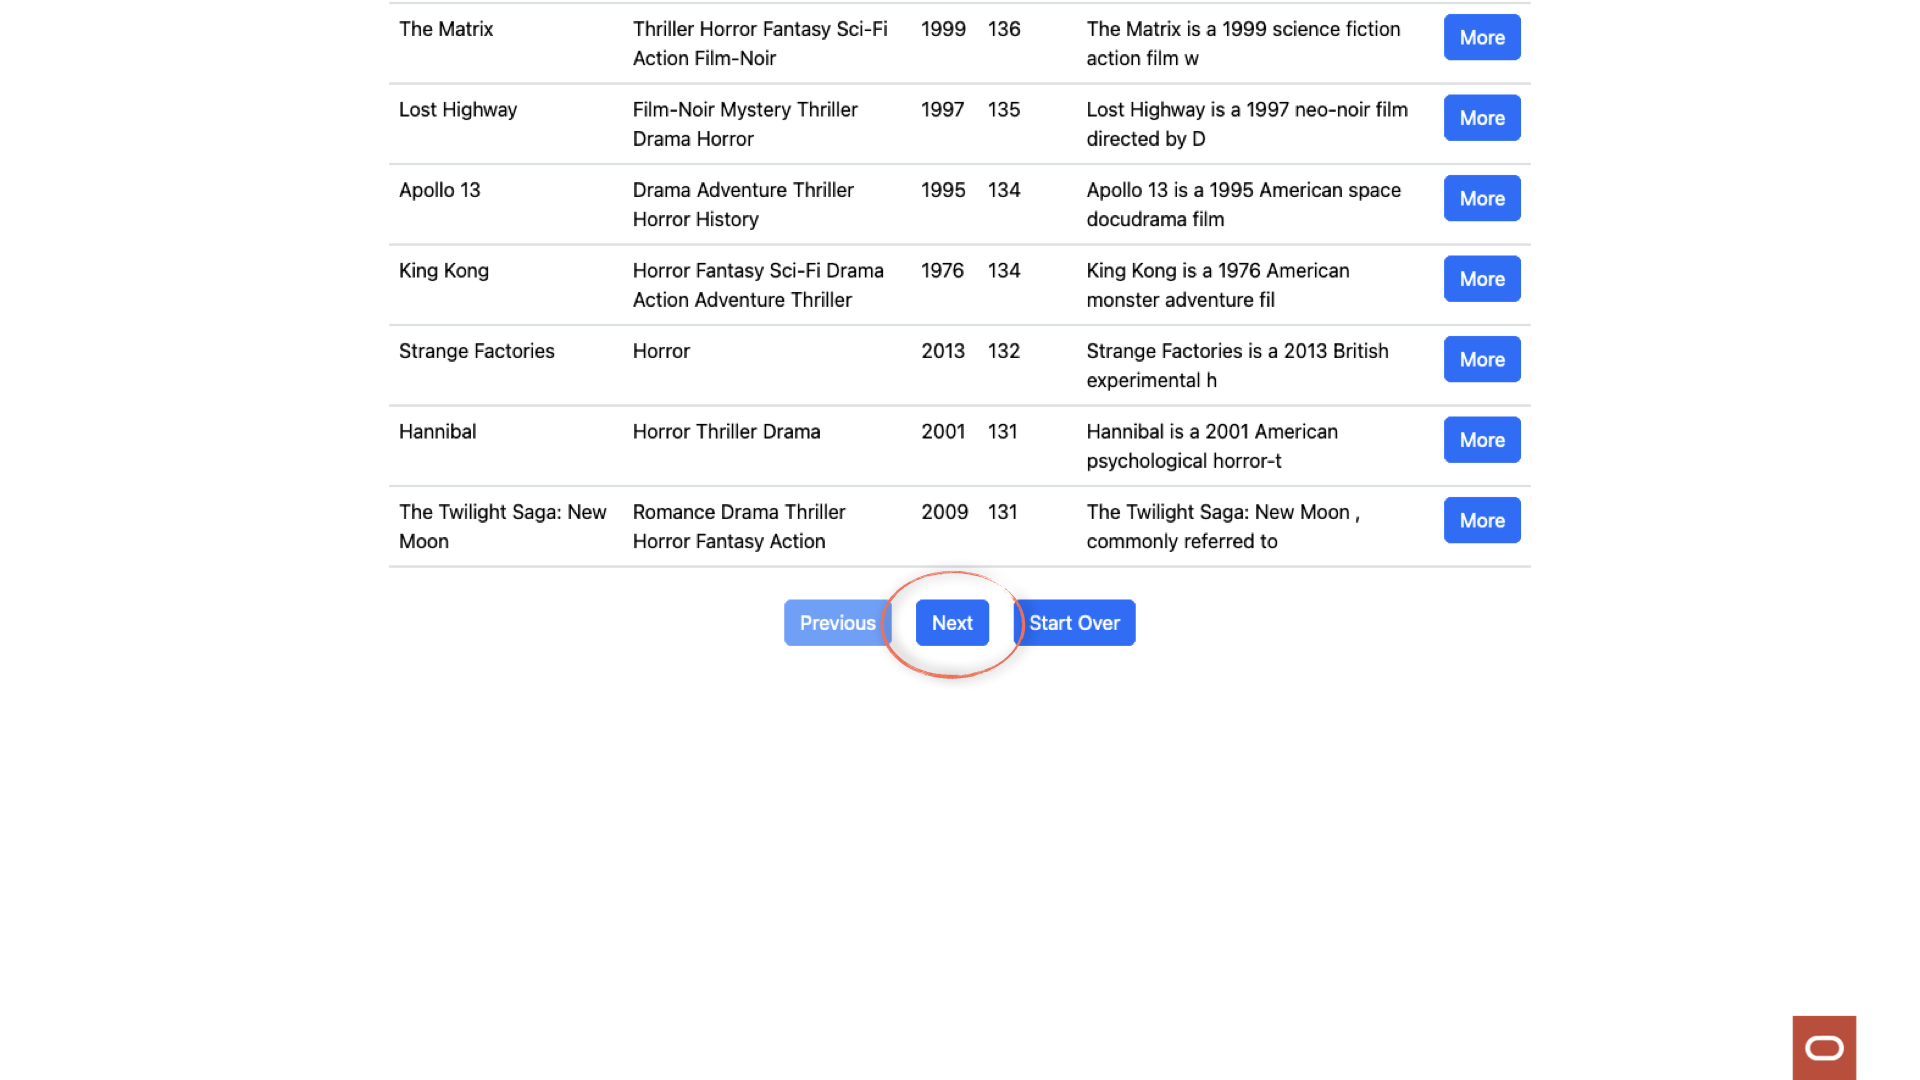 The Matrix Thriller Horror Fantasy Sci-Fi 1999 136 The Matrix is a 1999 science fiction More
Action Film-Noir action film w
Lost Highway Film-Noir Mystery Thriller 1997 135 Lost Highway is a 1997 neo-noir film More
Drama Horror directed by D
Apollo 13 Drama Adventure Thriller 1995 134 Apollo 13 is a 1995 American space More
Horror History docudrama film
King Kong Horror Fantasy Sci-Fi Drama 1976 134 King Kong is a 1976 American More
Action Adventure Thriller monster adventure fil
Strange Factories Horror 2013 132 Strange Factories is a 2013 British More
experimental h
Hannibal Horror Thriller Drama 2001 131 Hannibal is a 2001 American More
psychological horror-t
The Twilight Saga: New Romance Drama Thriller 2009 131 The Twilight Saga: New Moon , More
Moon Horror Fantasy Action commonly referred to
Previous Next Start Over